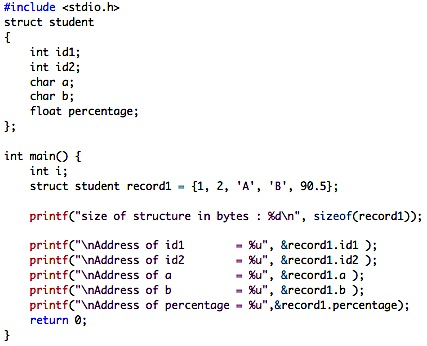 #include <stdio.h>
struct student
{
    int id1;
    int id2;
    char a;
    char b;
    float percentage;
};
int main() {
    int i;
    struct student record1 = {1, 2, 'A', 'B', 90.5};
    printf("size of structure in bytes : %d\n", sizeof(record1));
    printf("\nAddress of id1        = %u", &record1.id1 );
    printf("\nAddress of id2        = %u", &record1.id2 );
    printf("\nAddress of a          = %u", &record1.a );
    printf("\nAddress of b          = %u", &record1.b );
    printf("\nAddress of percentage = %u",&record1.percentage);
    return 0;
}